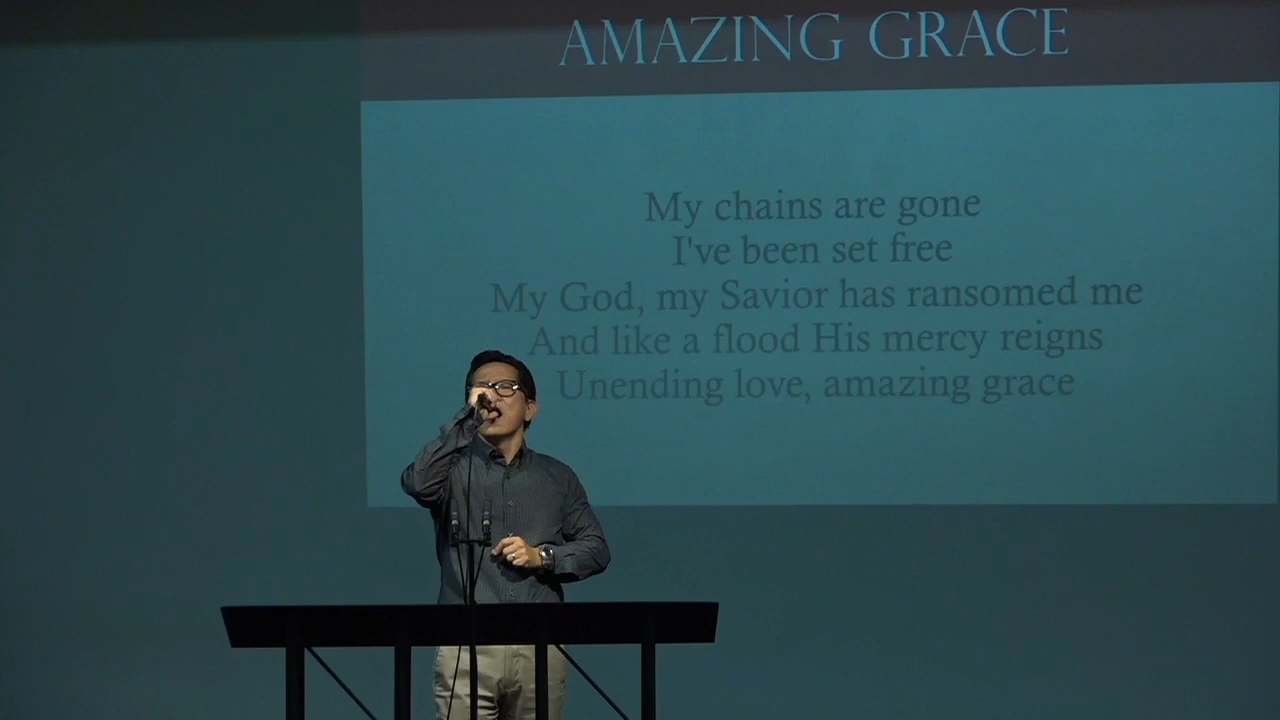 AMAZING GRACE
My chains are gone
I've been set free
My God, my Savior has ransomed me
And like a flood His mercy reigns
Unending love, amazing grace